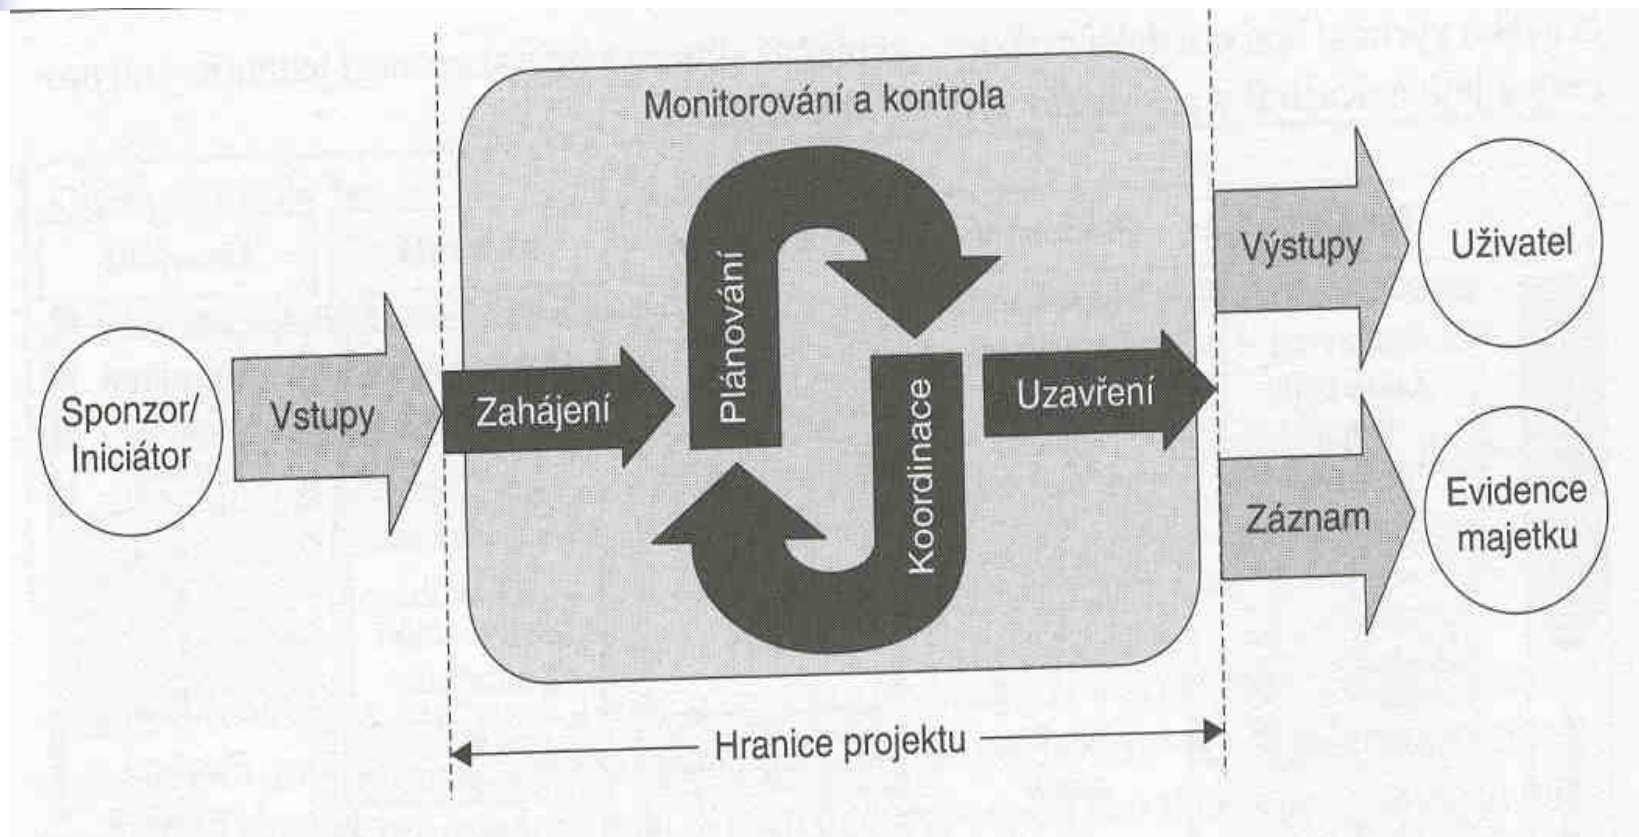 Monitorování a kontrola
Sponzor/
Iniciátor
Vstupy
Zahájení
Plánování
Koordinace
Uzavření
Výstupy
Uživatel
Záznam
Evidence
majetku
Hranice projektu